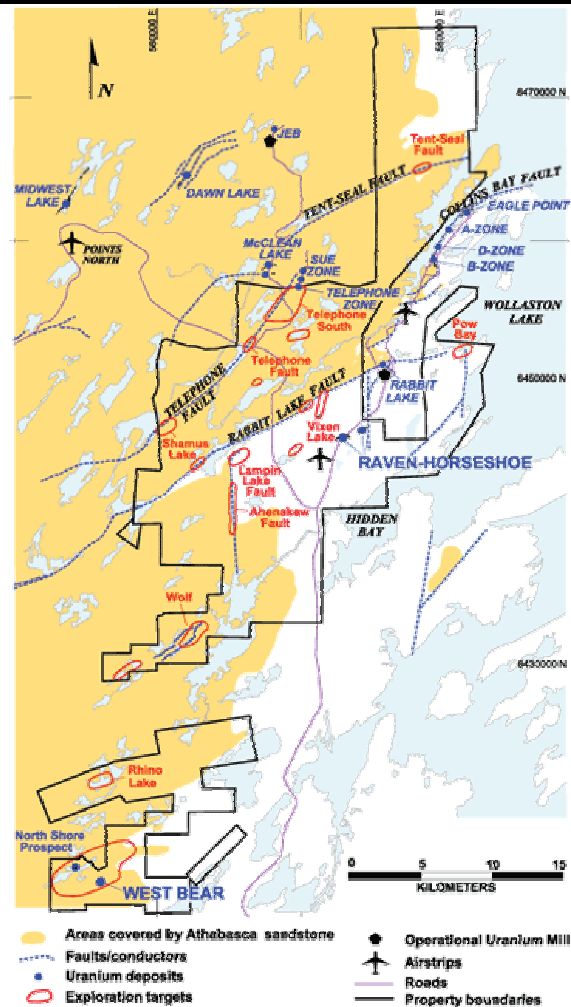 560000 E
N
6470000 N
JEB
Tent-Seal
Fault
MIDWEST
LAKE
DAWN LAKE
TENT-SEAL FAULT
COLLINS BAY FAULT
EAGLE POINT
A-ZONE
D-ZONE
B-ZONE
POINTS
NORTH
McCLEAN
LAKE
SUE
ZONE
TELEPHONE
ZONE
WOLLASTON
LAKE
Telephone
South
Pow
Bay
Telephone
Fault
TELEPHONE
FAULT
RABBIT LAKE FAULT
6450000 N
RABBIT
LAKE
Shamus
Lake
Vixen
Lake
RAVEN-HORSESHOE
Lampin
Lake
Fault
Ahenakew
Fault
HIDDEN
BAY
Wolf
6430000 N
Rhino
Lake
North Shore
Prospect
WEST BEAR
0 5 10 15
KILOMETERS
Areas covered by Athabasca sandstone
Faults/conductors
Uranium deposits
Exploration targets
Operational Uranium Mill
Airstrips
Roads
Property boundaries